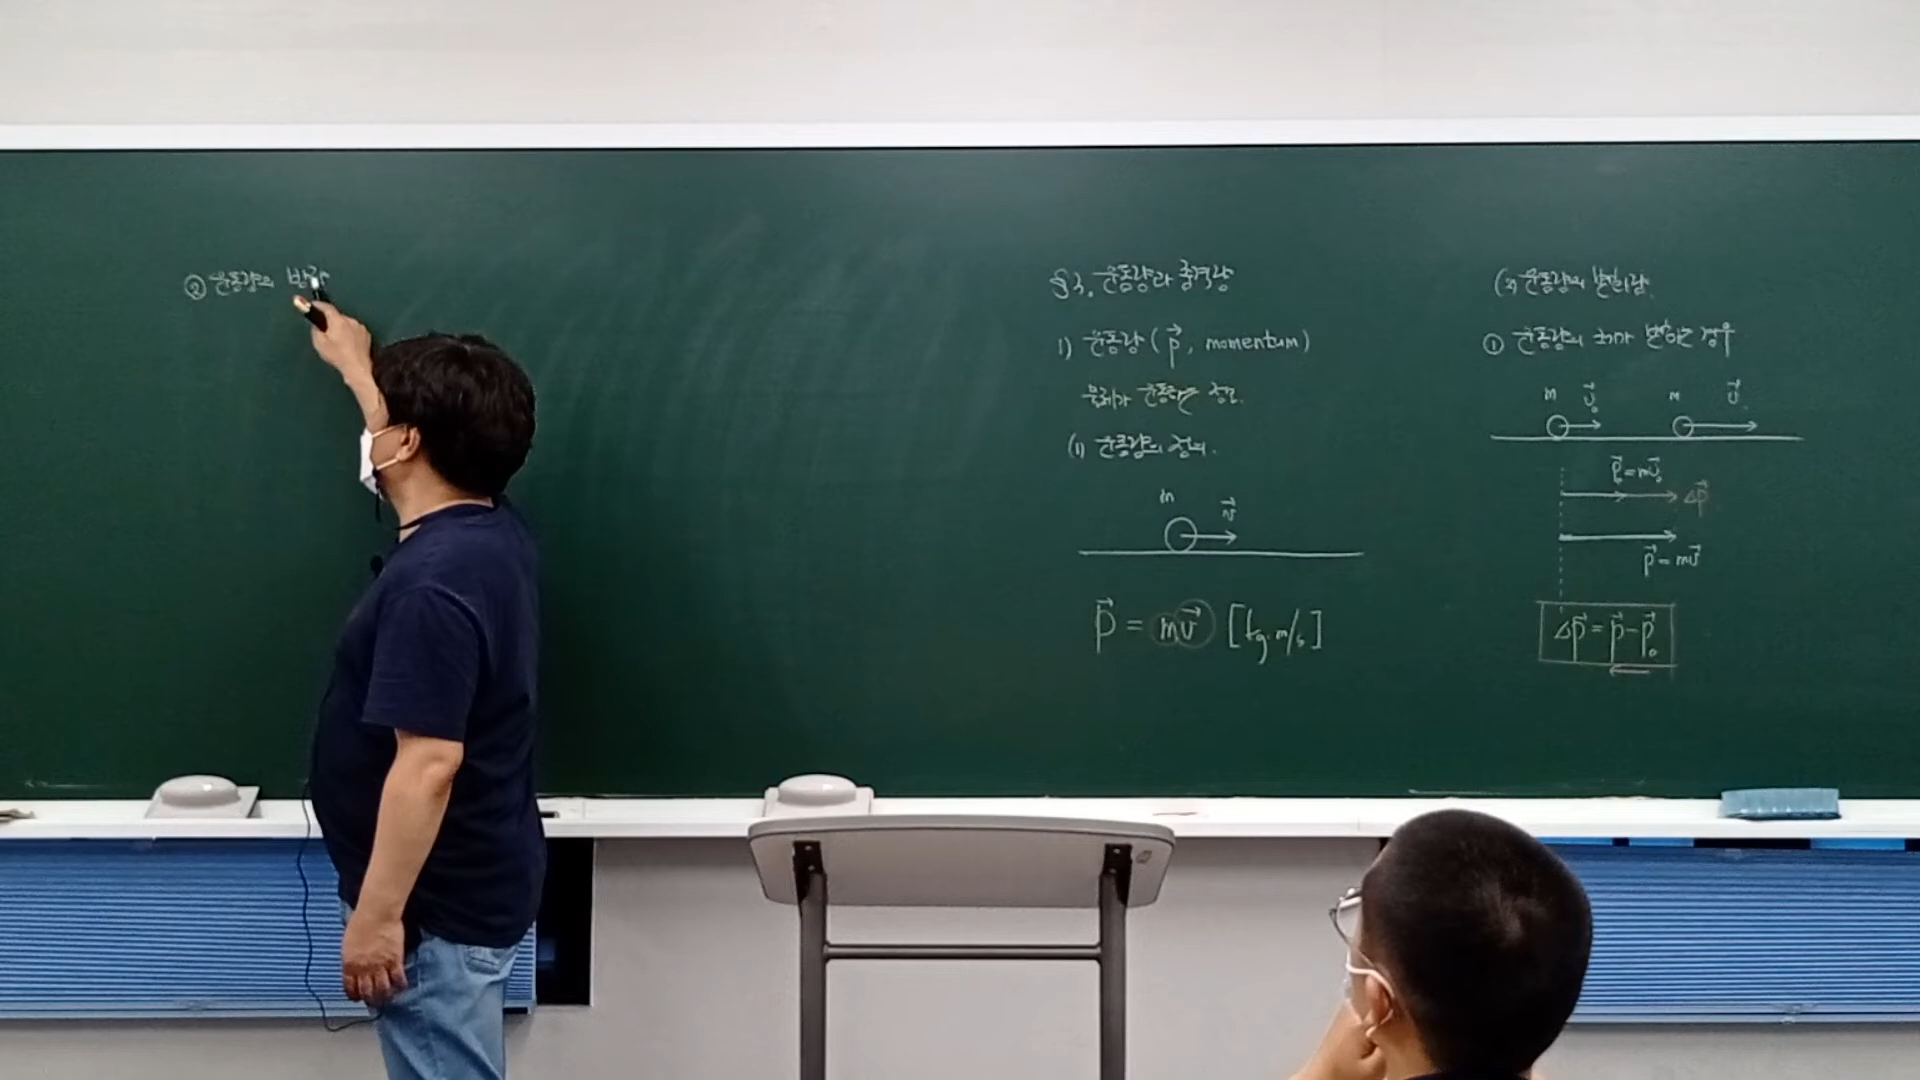 ② 운동량의 방향
§3. 운동량과 충격량
1) 운동량 (p⃗, momentum)
물체가 운동하는 정도.
(1) 운동량의 정의.
m
v⃗
p⃗ = mv⃗ [kg·m/s]
(2) 운동량의 변화량.
① 운동량의 크기가 변하는 경우
m v⃗₀ m v⃗
p⃗₀=mv⃗₀
Δp⃗
p⃗=mv⃗
Δp⃗=p⃗-p⃗₀